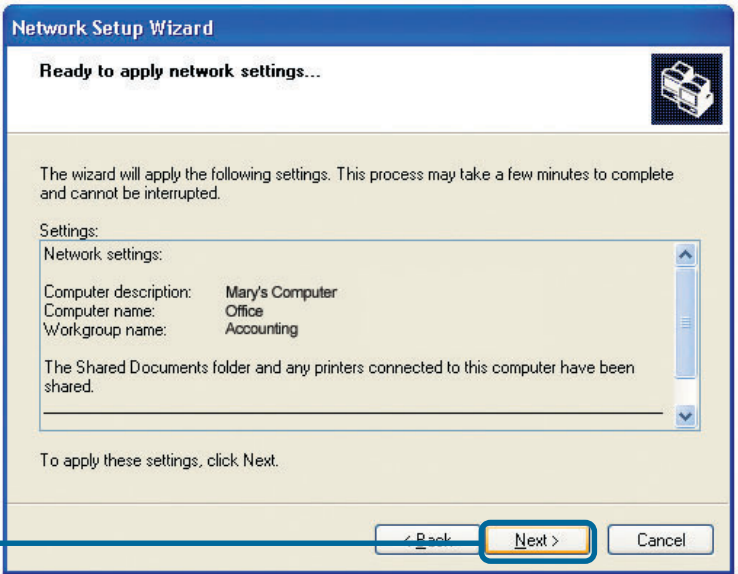 Network Setup Wizard
Ready to apply network settings...
The wizard will apply the following settings. This process may take a few minutes to complete
and cannot be interrupted.
Settings:
Network settings:
Computer description: Mary's Computer
Computer name: Office
Workgroup name: Accounting
The Shared Documents folder and any printers connected to this computer have been
shared.
To apply these settings, click Next.
< Back Next > Cancel